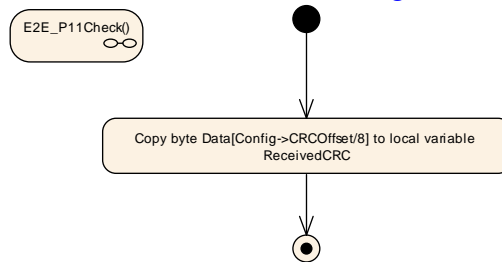 E2E_P11Check()
Copy byte Data[Config->CRCOffset/8] to local variable
ReceivedCRC